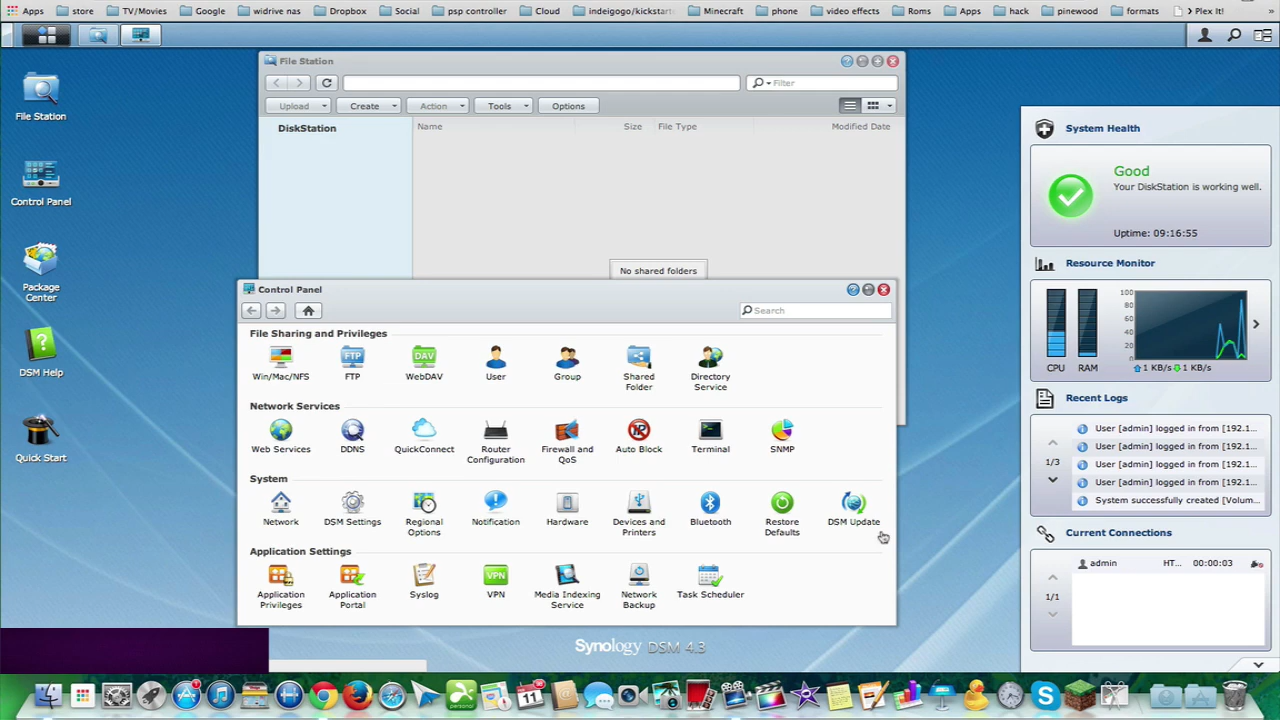 Apps store TV/Movies Google widrive nas Dropbox Social psp controller Cloud indeigogo/kickstarte Minecraft phone video effects Roms Apps hack pinewood formats Plex It! »
File Station
Filter
Upload Create Action Tools Options
DiskStation
Name Size File Type Modified Date
No shared folders
File Station
Control Panel
Package
Center
DSM Help
Quick Start
Control Panel
Search
File Sharing and Privileges
Win/Mac/NFS FTP WebDAV User Group Shared Folder Directory Service
Network Services
Web Services DDNS QuickConnect Router Configuration Firewall and QoS Auto Block Terminal SNMP
System
Network DSM Settings Regional Options Notification Hardware Devices and Printers Bluetooth Restore Defaults DSM Update
Application Settings
Application Privileges Application Portal Syslog VPN Media Indexing Service Network Backup Task Scheduler
Synology DSM 4.3
System Health
Good
Your DiskStation is working well.
Uptime: 09:16:55
Resource Monitor
100
80
60
40
20
0
CPU RAM 1 KB/s 1 KB/s
Recent Logs
User [admin] logged in from [192.1...
User [admin] logged in from [192.1...
1/3
User [admin] logged in from [192.1...
User [admin] logged in from [192.1...
System successfully created [Volum...
Current Connections
admin HT... 00:00:03
1/1
FTP
DAV
VPN
personal
11